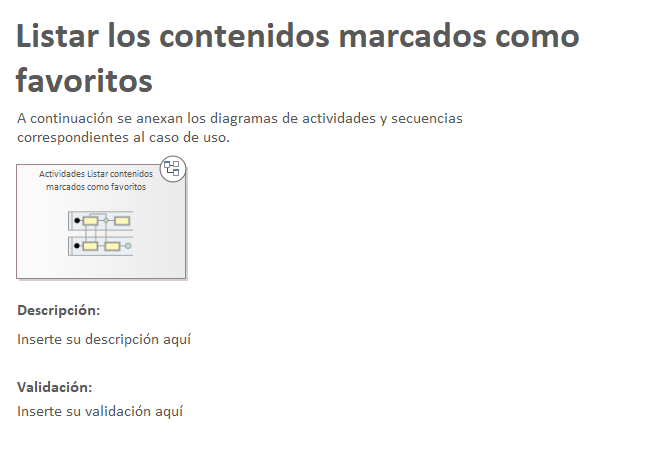 Listar los contenidos marcados como
favoritos
A continuación se anexan los diagramas de actividades y secuencias
correspondientes al caso de uso.
Actividades Listar contenidos
marcados como favoritos
Descripción:
Inserte su descripción aquí
Validación:
Inserte su validación aquí